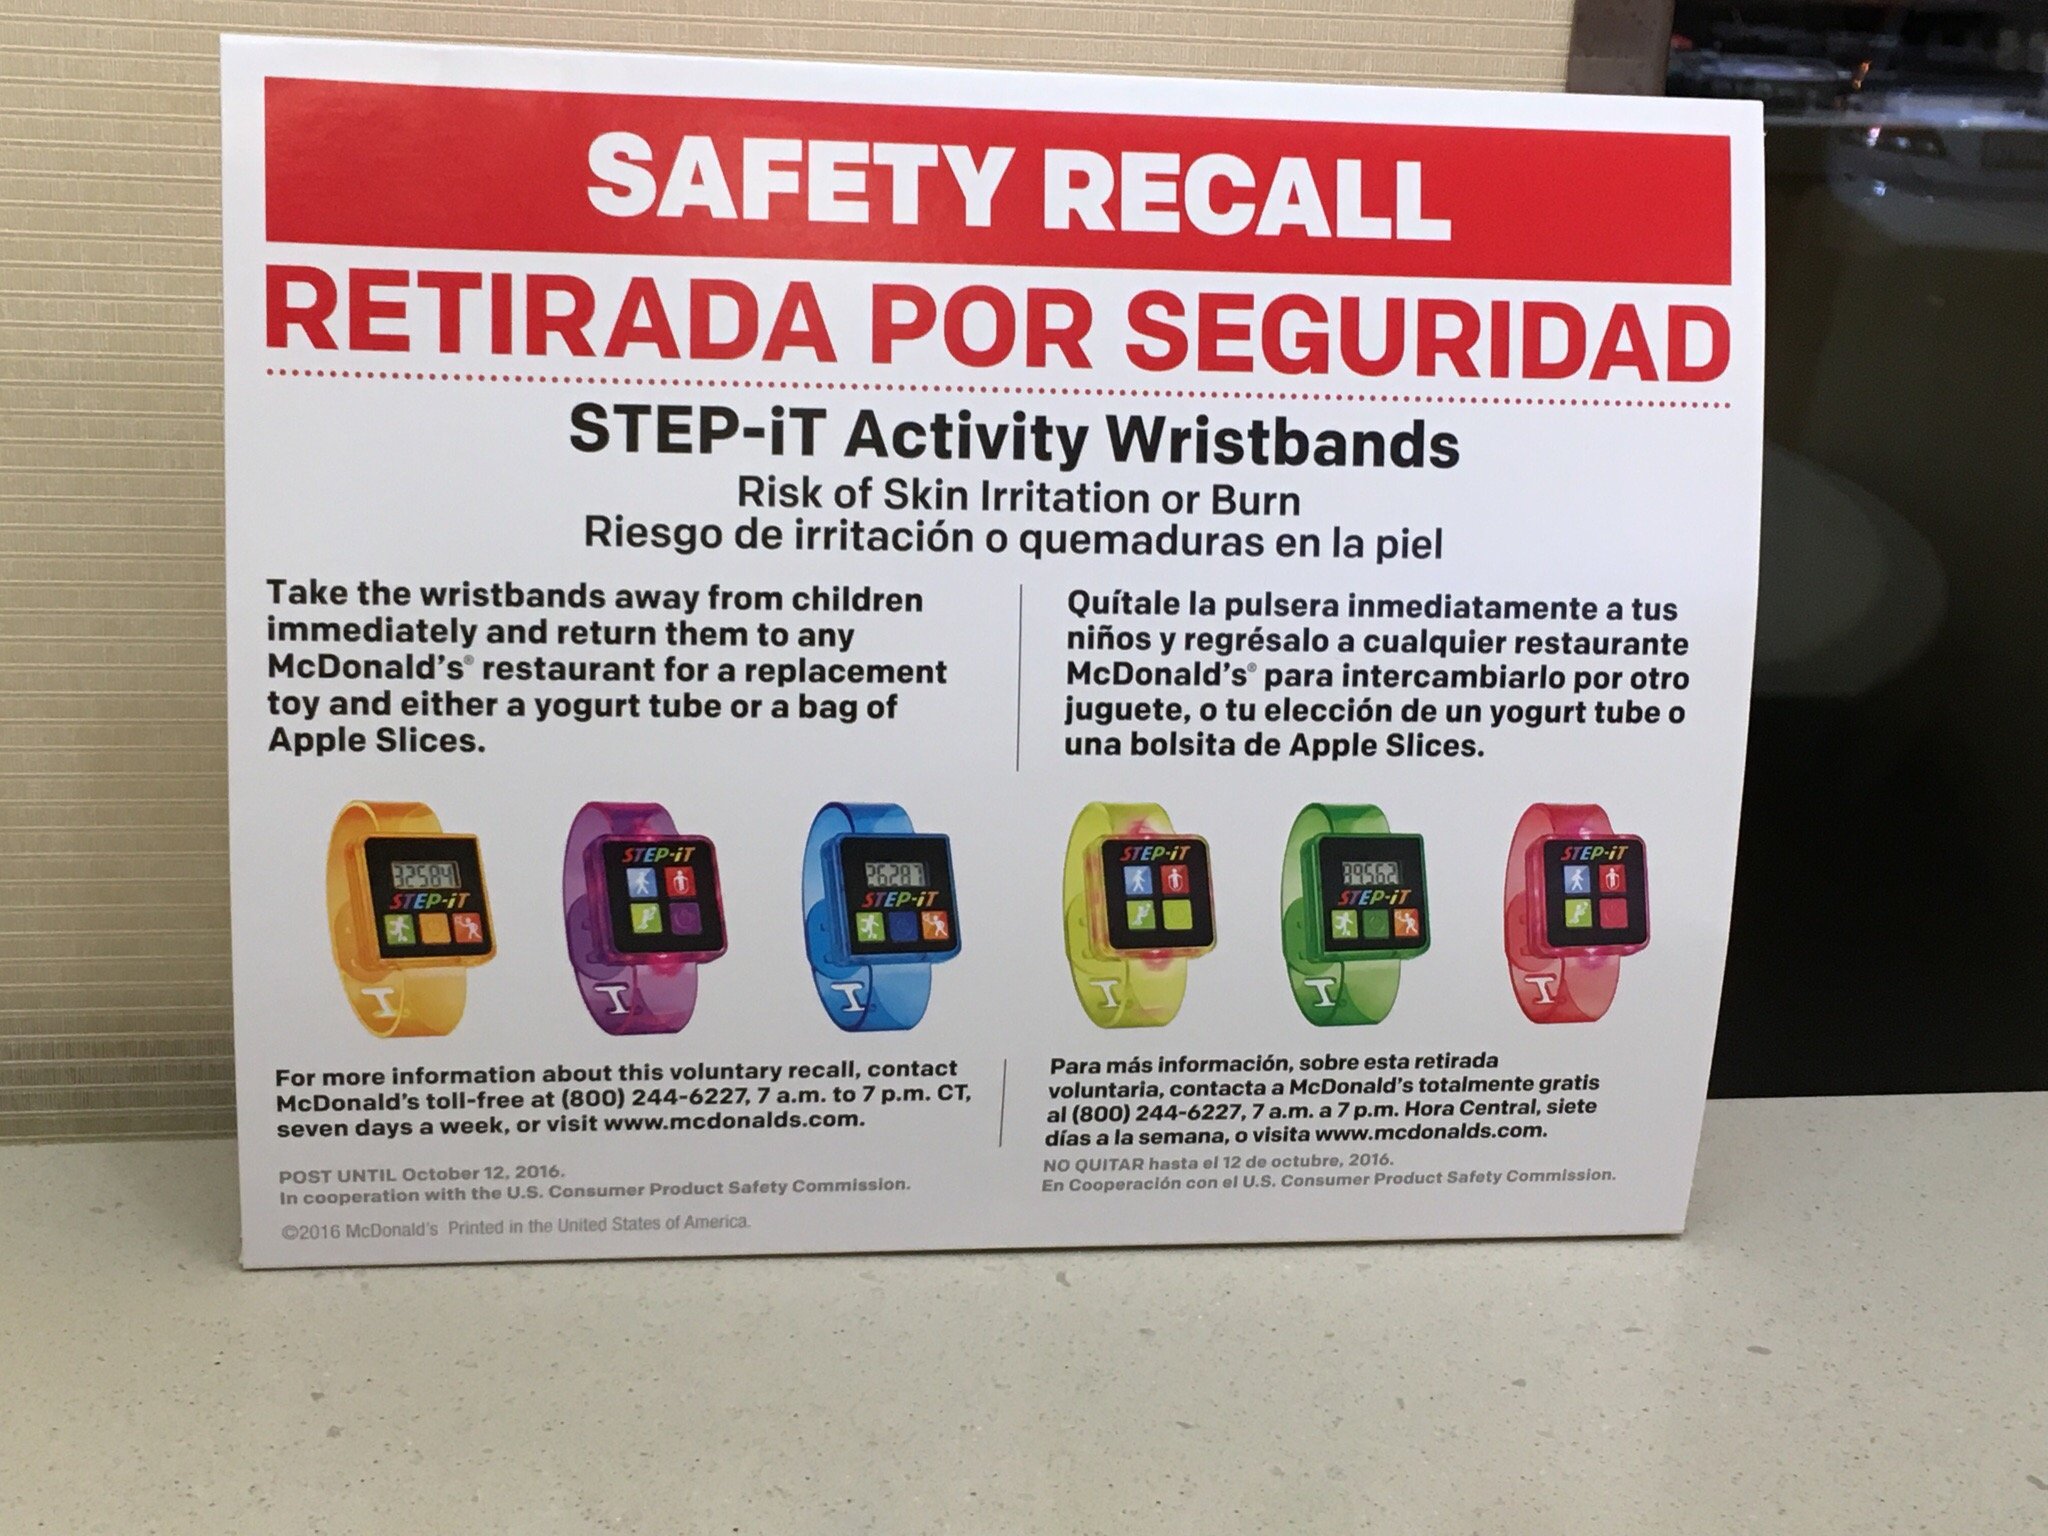 SAFETY RECALL
RETIRADA POR SEGURIDAD
STEP-iT Activity Wristbands
Risk of Skin Irritation or Burn
Riesgo de irritación o quemaduras en la piel
Take the wristbands away from children
immediately and return them to any
McDonald's® restaurant for a replacement
toy and either a yogurt tube or a bag of
Apple Slices.
Quítale la pulsera inmediatamente a tus
niños y regrésalo a cualquier restaurante
McDonald's® para intercambiarlo por otro
juguete, o tu elección de un yogurt tube o
una bolsita de Apple Slices.
32584
STEP-iT
STEP-iT
26287
STEP-iT
STEP-iT
89562
STEP-iT
STEP-iT
For more information about this voluntary recall, contact
McDonald's toll-free at (800) 244-6227, 7 a.m. to 7 p.m. CT,
seven days a week, or visit www.mcdonalds.com.
Para más información, sobre esta retirada
voluntaria, contacta a McDonald's totalmente gratis
al (800) 244-6227, 7 a.m. a 7 p.m. Hora Central, siete
días a la semana, o visita www.mcdonalds.com.
POST UNTIL October 12, 2016.
In cooperation with the U.S. Consumer Product Safety Commission.
NO QUITAR hasta el 12 de octubre, 2016.
En Cooperación con el U.S. Consumer Product Safety Commission.
©2016 McDonald's Printed in the United States of America.